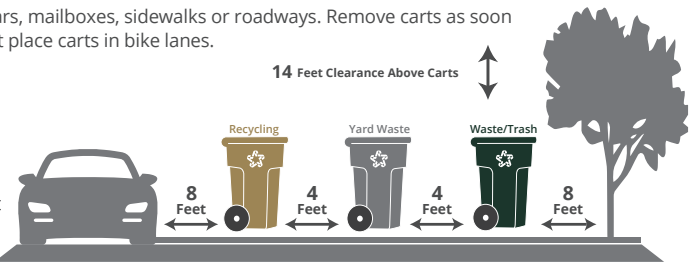 ars, mailboxes, sidewalks or roadways. Remove carts as soon
t place carts in bike lanes.
14 Feet Clearance Above Carts
Recycling
Yard Waste
Waste/Trash
8
Feet
4
Feet
4
Feet
8
Feet